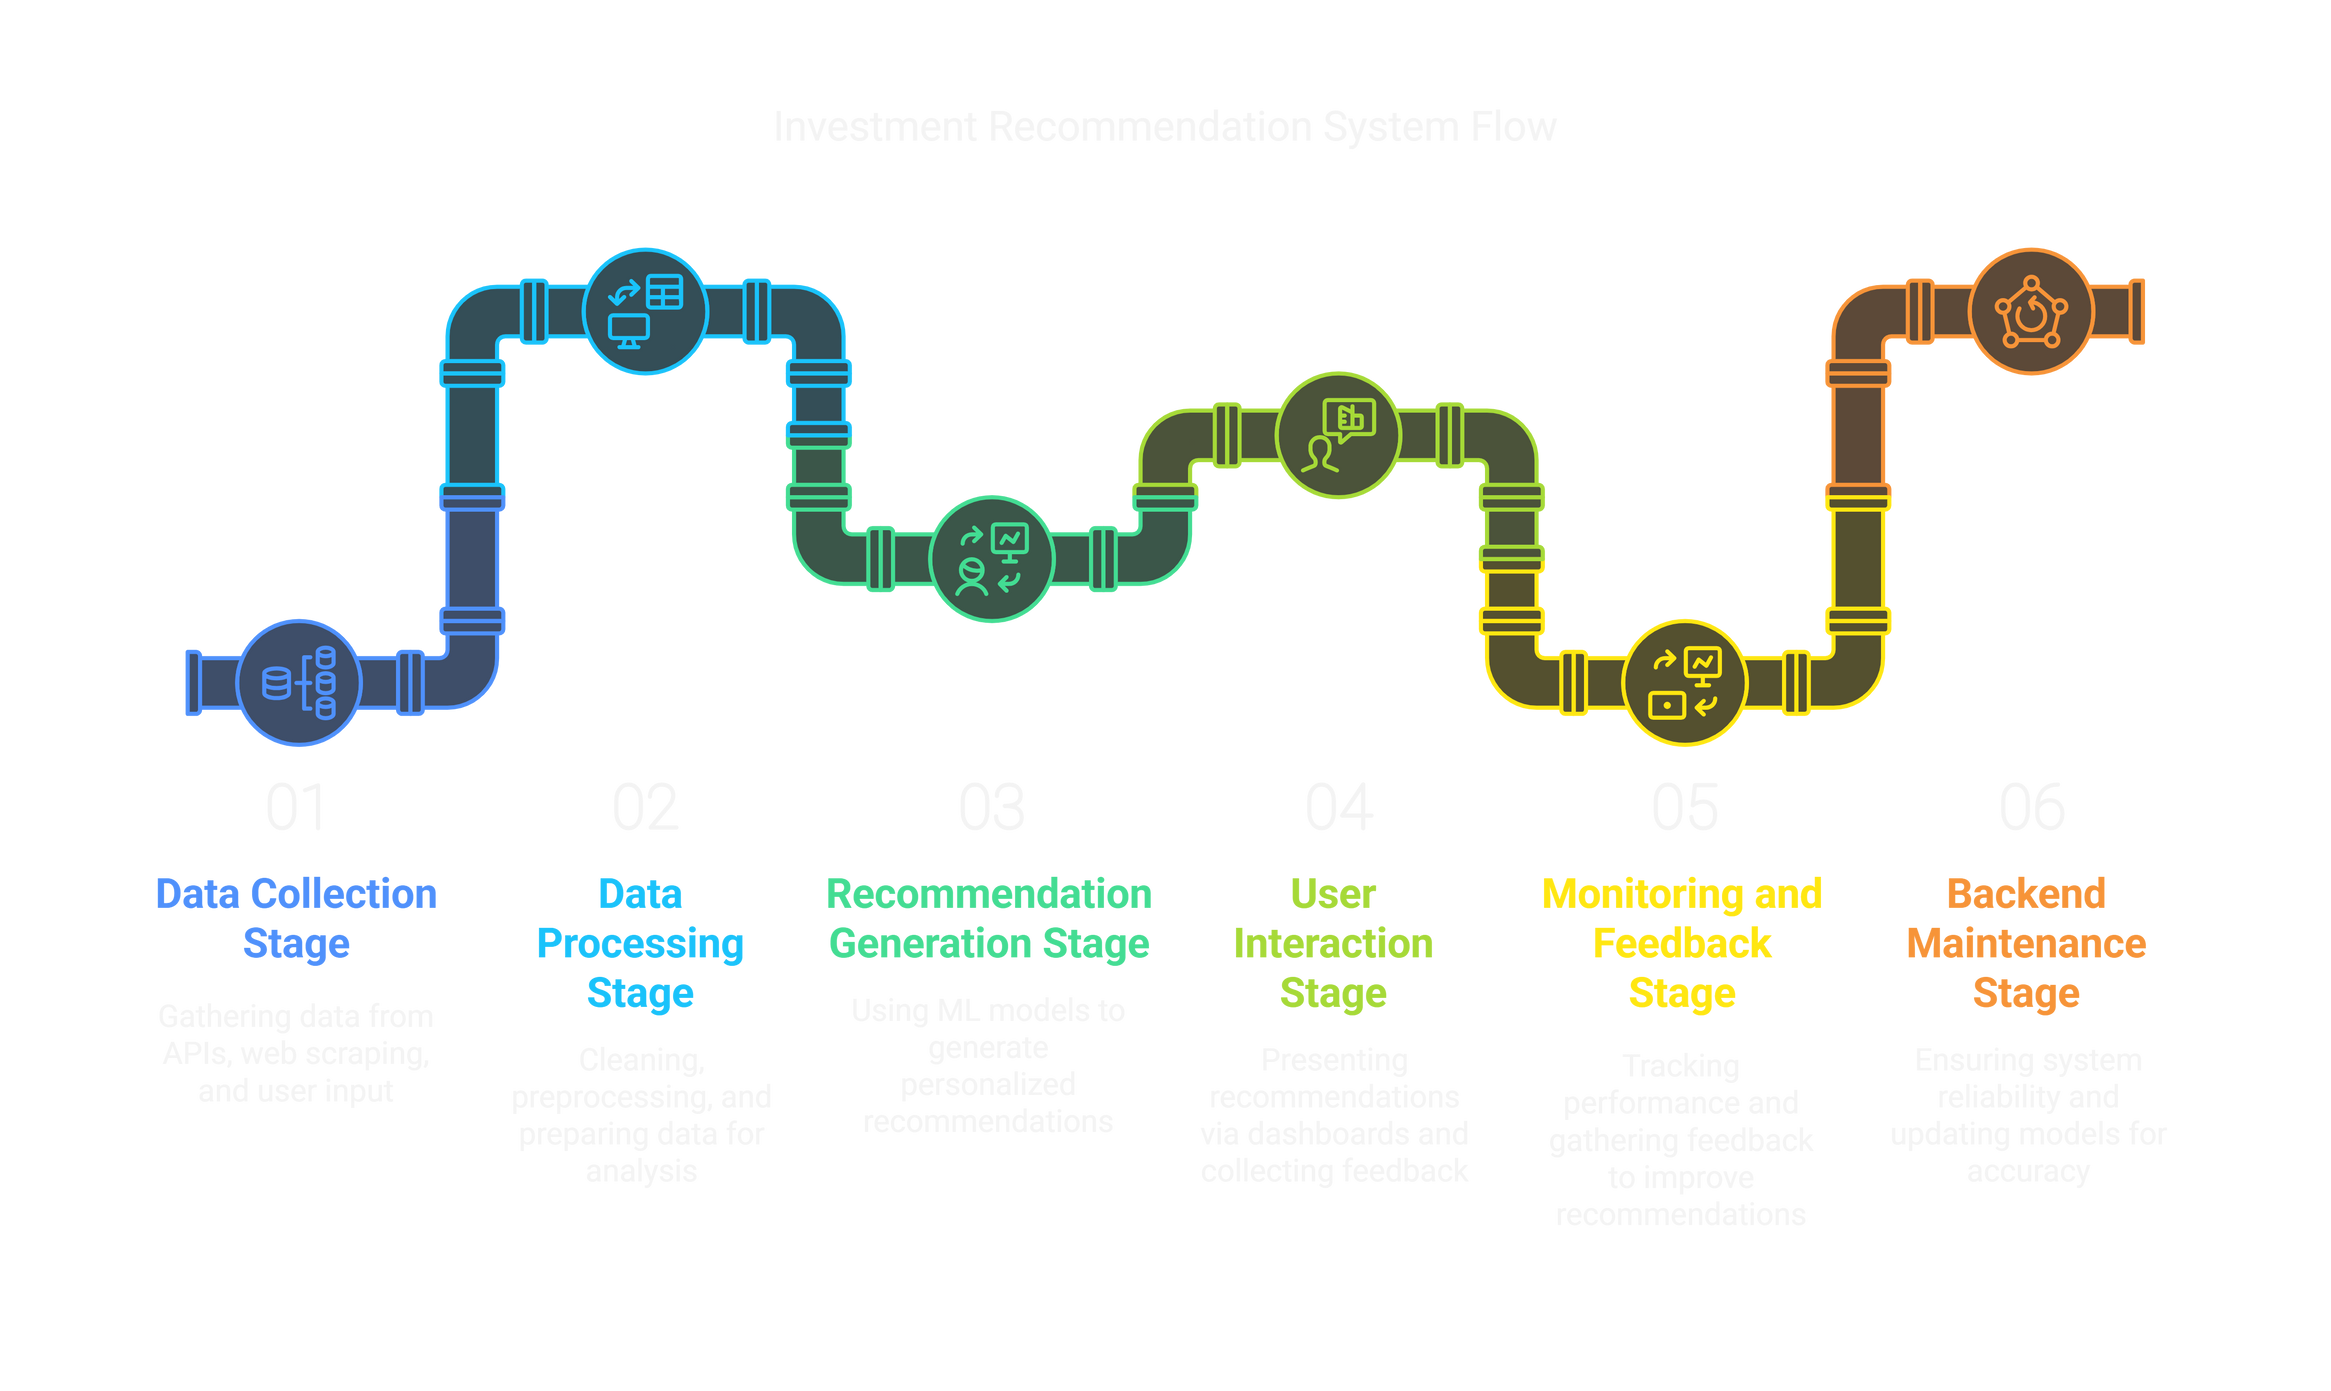 Investment Recommendation System Flow
01
Data Collection
Stage
Gathering data from
APIs, web scraping,
and user input
02
Data
Processing
Stage
Cleaning,
preprocessing, and
preparing data for
analysis
03
Recommendation
Generation Stage
Using ML models to
generate
personalized
recommendations
04
User
Interaction
Stage
Presenting
recommendations
via dashboards and
collecting feedback
05
Monitoring and
Feedback
Stage
Tracking
performance and
gathering feedback
to improve
recommendations
06
Backend
Maintenance
Stage
Ensuring system
reliability and
updating models for
accuracy